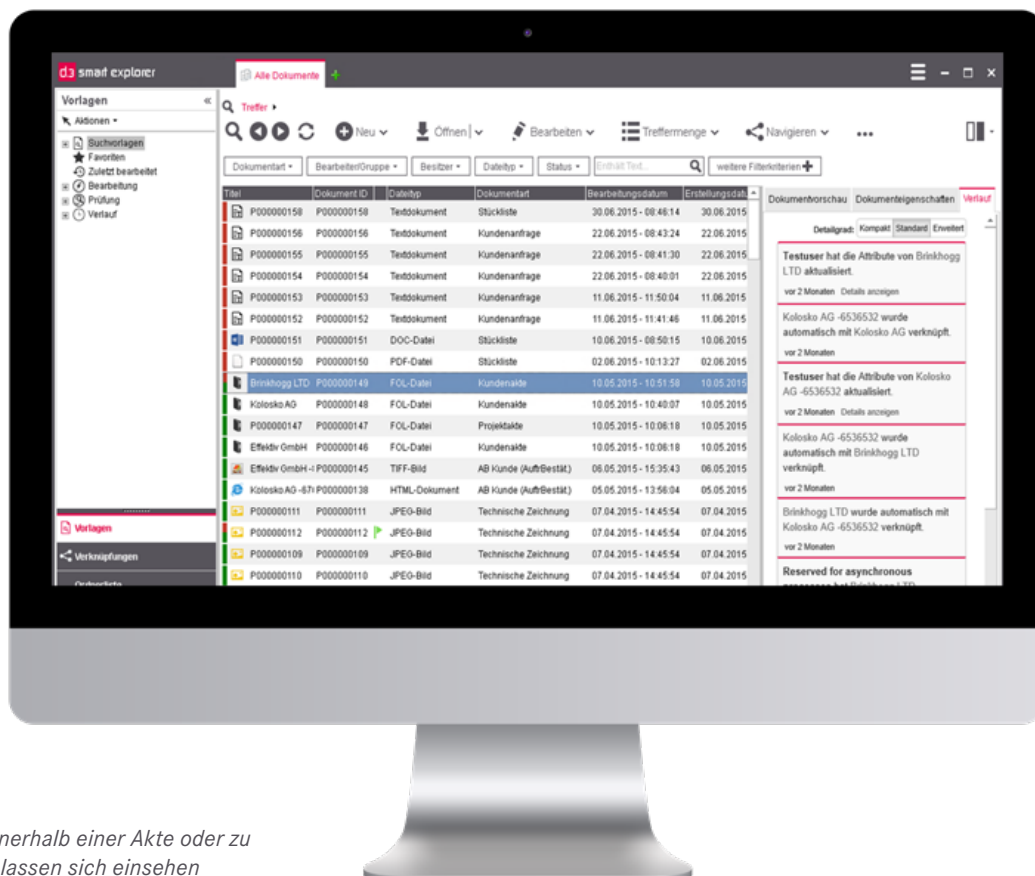 d3 smart explorer
Alle Dokumente
Vorlagen «
Aktionen
Suchvorlagen
Favoriten
Zuletzt bearbeitet
Bearbeitung
Prüfung
Verlauf
Vorlagen
Verknüpfungen
Treffer
Neu Öffnen Bearbeiten Treffermenge Navigieren
Dokumentart Bearbeiter/Gruppe Besitzer Dateityp Status Enthält Text... weitere Filterkriterien
Titel Dokument ID Dateityp Dokumentart Bearbeitungsdatum Erstellungsdatu
P000000158 P000000158 Textdokument Stückliste 30.06.2015 - 08:46:14 30.06.2015
P000000156 P000000156 Textdokument Kundenanfrage 22.06.2015 - 08:43:24 22.06.2015
P000000155 P000000155 Textdokument Kundenanfrage 22.06.2015 - 08:41:30 22.06.2015
P000000154 P000000154 Textdokument Kundenanfrage 22.06.2015 - 08:40:01 22.06.2015
P000000153 P000000153 Textdokument Kundenanfrage 11.06.2015 - 11:50:04 11.06.2015
P000000152 P000000152 Textdokument Kundenanfrage 11.06.2015 - 11:41:46 11.06.2015
P000000151 P000000151 DOC-Datei Stückliste 10.06.2015 - 08:50:15 10.06.2015
P000000150 P000000150 PDF-Datei Stückliste 02.06.2015 - 10:13:27 02.06.2015
Brinkhogg LTD P000000149 FOL-Datei Kundenakte 10.05.2015 - 10:51:58 10.05.2015
Kolosko AG P000000148 FOL-Datei Kundenakte 10.05.2015 - 10:40:07 10.05.2015
P000000147 P000000147 FOL-Datei Projektakte 10.05.2015 - 10:06:18 10.05.2015
Effektiv GmbH P000000146 FOL-Datei Kundenakte 10.05.2015 - 10:06:18 10.05.2015
Effektiv GmbH - P000000145 TIFF-Bild AB Kunde (AuftrBestät.) 06.05.2015 - 15:35:43 06.05.2015
Kolosko AG -67 P000000138 HTML-Dokument AB Kunde (AuftrBestät.) 05.05.2015 - 13:56:04 05.05.2015
P000000111 P000000111 JPEG-Bild Technische Zeichnung 07.04.2015 - 14:45:54 07.04.2015
P000000112 P000000112 JPEG-Bild Technische Zeichnung 07.04.2015 - 14:45:54 07.04.2015
P000000109 P000000109 JPEG-Bild Technische Zeichnung 07.04.2015 - 14:45:54 07.04.2015
P000000110 P000000110 JPEG-Bild Technische Zeichnung 07.04.2015 - 14:45:54 07.04.2015
Dokumentvorschau Dokumenteigenschaften Verlauf
Detailgrad: Kompakt Standard Erweitert
Testuser hat die Attribute von Brinkhogg
LTD aktualisiert.
vor 2 Monaten Details anzeigen
Kolosko AG -6536532 wurde
automatisch mit Kolosko AG verknüpft.
vor 2 Monaten
Testuser hat die Attribute von Kolosko
AG -6536532 aktualisiert.
vor 2 Monaten Details anzeigen
Kolosko AG -6536532 wurde
automatisch mit Brinkhogg LTD
verknüpft.
vor 2 Monaten
Brinkhogg LTD wurde automatisch mit
Kolosko AG -6536532 verknüpft.
vor 2 Monaten
Reserved for asynchronous
nerhalb einer Akte oder zu
lassen sich einsehen